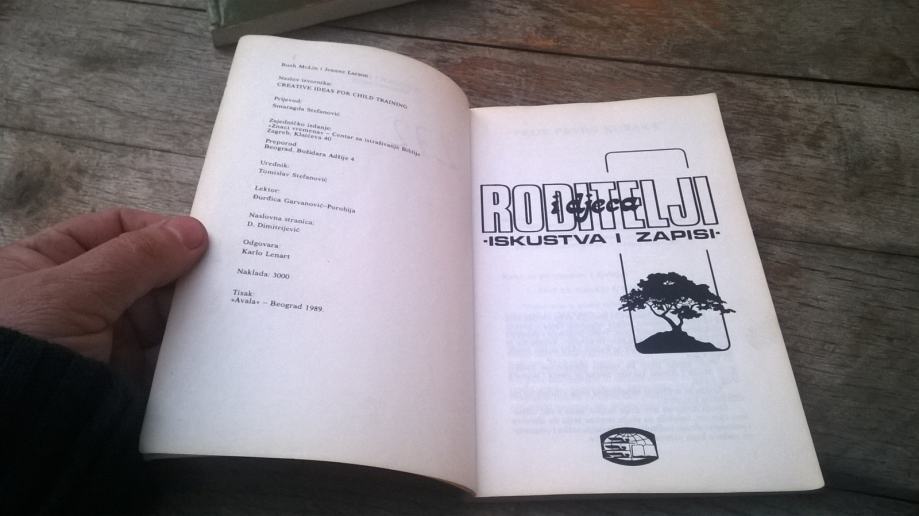 Ruth McLin i Jeanne Larson
Naslov izvornika:
CREATIVE IDEAS FOR CHILD TRAINING
Prijevod:
Smaragda Stefanović
Zajedničko izdanje:
»Znaci vremena« – Centar za istraživanje Biblije
Zagreb, Klaićeva 40
Preporod
Beograd, Božidara Adžije 4
Urednik:
Tomislav Stefanović
Lektor:
Đurđica Garvanović-Porobija
Naslovna stranica:
D. Dimitrijević
Odgovara:
Karlo Lenart
Naklada: 3000
Tisak:
»Avala« – Beograd 1989.
RODITELJI
i djeca
·ISKUSTVA I ZAPISI·